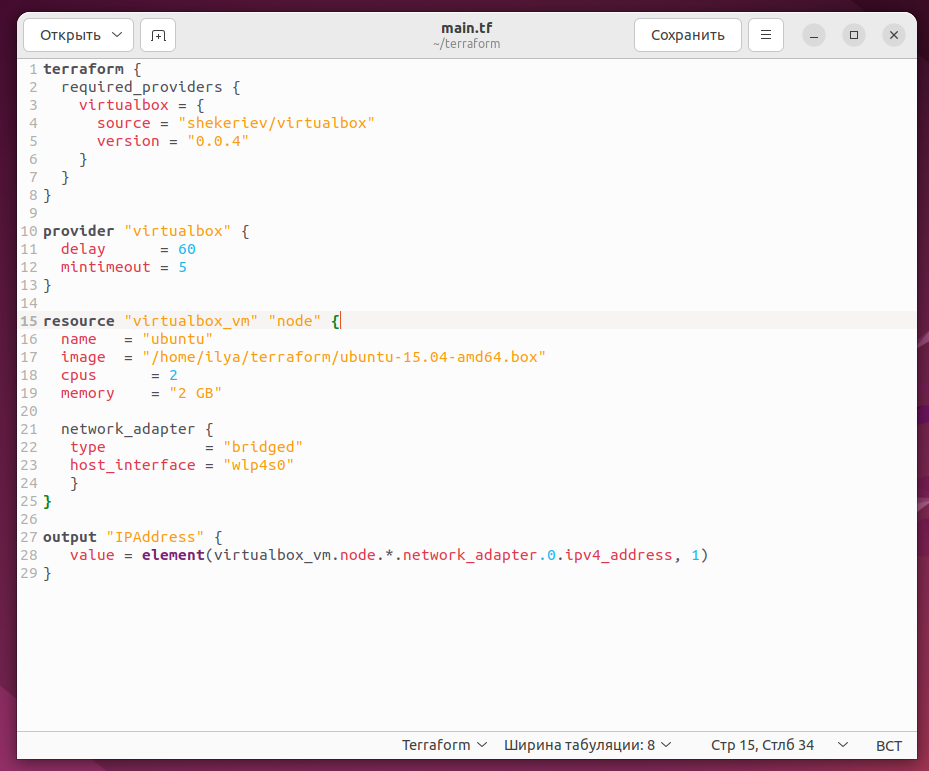 Открыть
main.tf
~/terraform
Сохранить
1 terraform {
2   required_providers {
3     virtualbox = {
4       source = "shekeriev/virtualbox"
5       version = "0.0.4"
6     }
7   }
8 }
9
10 provider "virtualbox" {
11   delay      = 60
12   mintimeout = 5
13 }
14
15 resource "virtualbox_vm" "node" {
16   name   = "ubuntu"
17   image  = "/home/ilya/terraform/ubuntu-15.04-amd64.box"
18   cpus      = 2
19   memory    = "2 GB"
20
21   network_adapter {
22    type           = "bridged"
23    host_interface = "wlp4s0"
24    }
25 }
26
27 output "IPAddress" {
28    value = element(virtualbox_vm.node.*.network_adapter.0.ipv4_address, 1)
29 }
Terraform Ширина табуляции: 8 Стр 15, Стлб 34 ВСТ